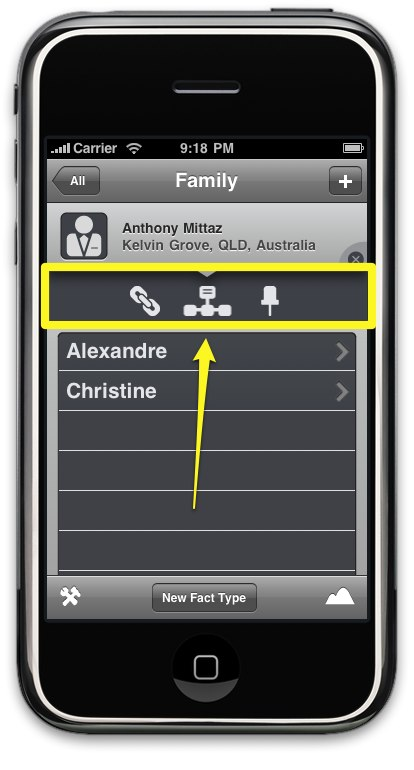 Carrier 9:18 PM
All Family +
Anthony Mittaz
Kelvin Grove, QLD, Australia
Alexandre
Christine
New Fact Type